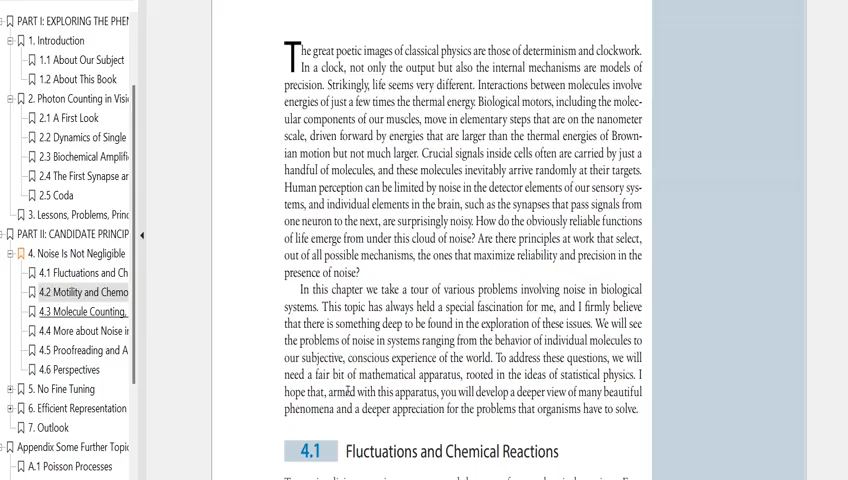 PART I: EXPLORING THE PHEN
1. Introduction
1.1 About Our Subject
1.2 About This Book
2. Photon Counting in Visi
2.1 A First Look
2.2 Dynamics of Single
2.3 Biochemical Amplifi
2.4 The First Synapse an
2.5 Coda
3. Lessons, Problems, Princ
PART II: CANDIDATE PRINCIP
4. Noise Is Not Negligible
4.1 Fluctuations and Ch
4.2 Motility and Chemo
4.3 Molecule Counting,
4.4 More about Noise in
4.5 Proofreading and A
4.6 Perspectives
5. No Fine Tuning
6. Efficient Representation
7. Outlook
Appendix Some Further Topic
A.1 Poisson Processes
The great poetic images of classical physics are those of determinism and clockwork.
In a clock, not only the output but also the internal mechanisms are models of
precision. Strikingly, life seems very different. Interactions between molecules involve
energies of just a few times the thermal energy. Biological motors, including the molec-
ular components of our muscles, move in elementary steps that are on the nanometer
scale, driven forward by energies that are larger than the thermal energies of Brown-
ian motion but not much larger. Crucial signals inside cells often are carried by just a
handful of molecules, and these molecules inevitably arrive randomly at their targets.
Human perception can be limited by noise in the detector elements of our sensory sys-
tems, and individual elements in the brain, such as the synapses that pass signals from
one neuron to the next, are surprisingly noisy. How do the obviously reliable functions
of life emerge from under this cloud of noise? Are there principles at work that select,
out of all possible mechanisms, the ones that maximize reliability and precision in the
presence of noise?
In this chapter we take a tour of various problems involving noise in biological
systems. This topic has always held a special fascination for me, and I firmly believe
that there is something deep to be found in the exploration of these issues. We will see
the problems of noise in systems ranging from the behavior of individual molecules to
our subjective, conscious experience of the world. To address these questions, we will
need a fair bit of mathematical apparatus, rooted in the ideas of statistical physics. I
hope that, armed with this apparatus, you will develop a deeper view of many beautiful
phenomena and a deeper appreciation for the problems that organisms have to solve.
4.1 Fluctuations and Chemical Reactions